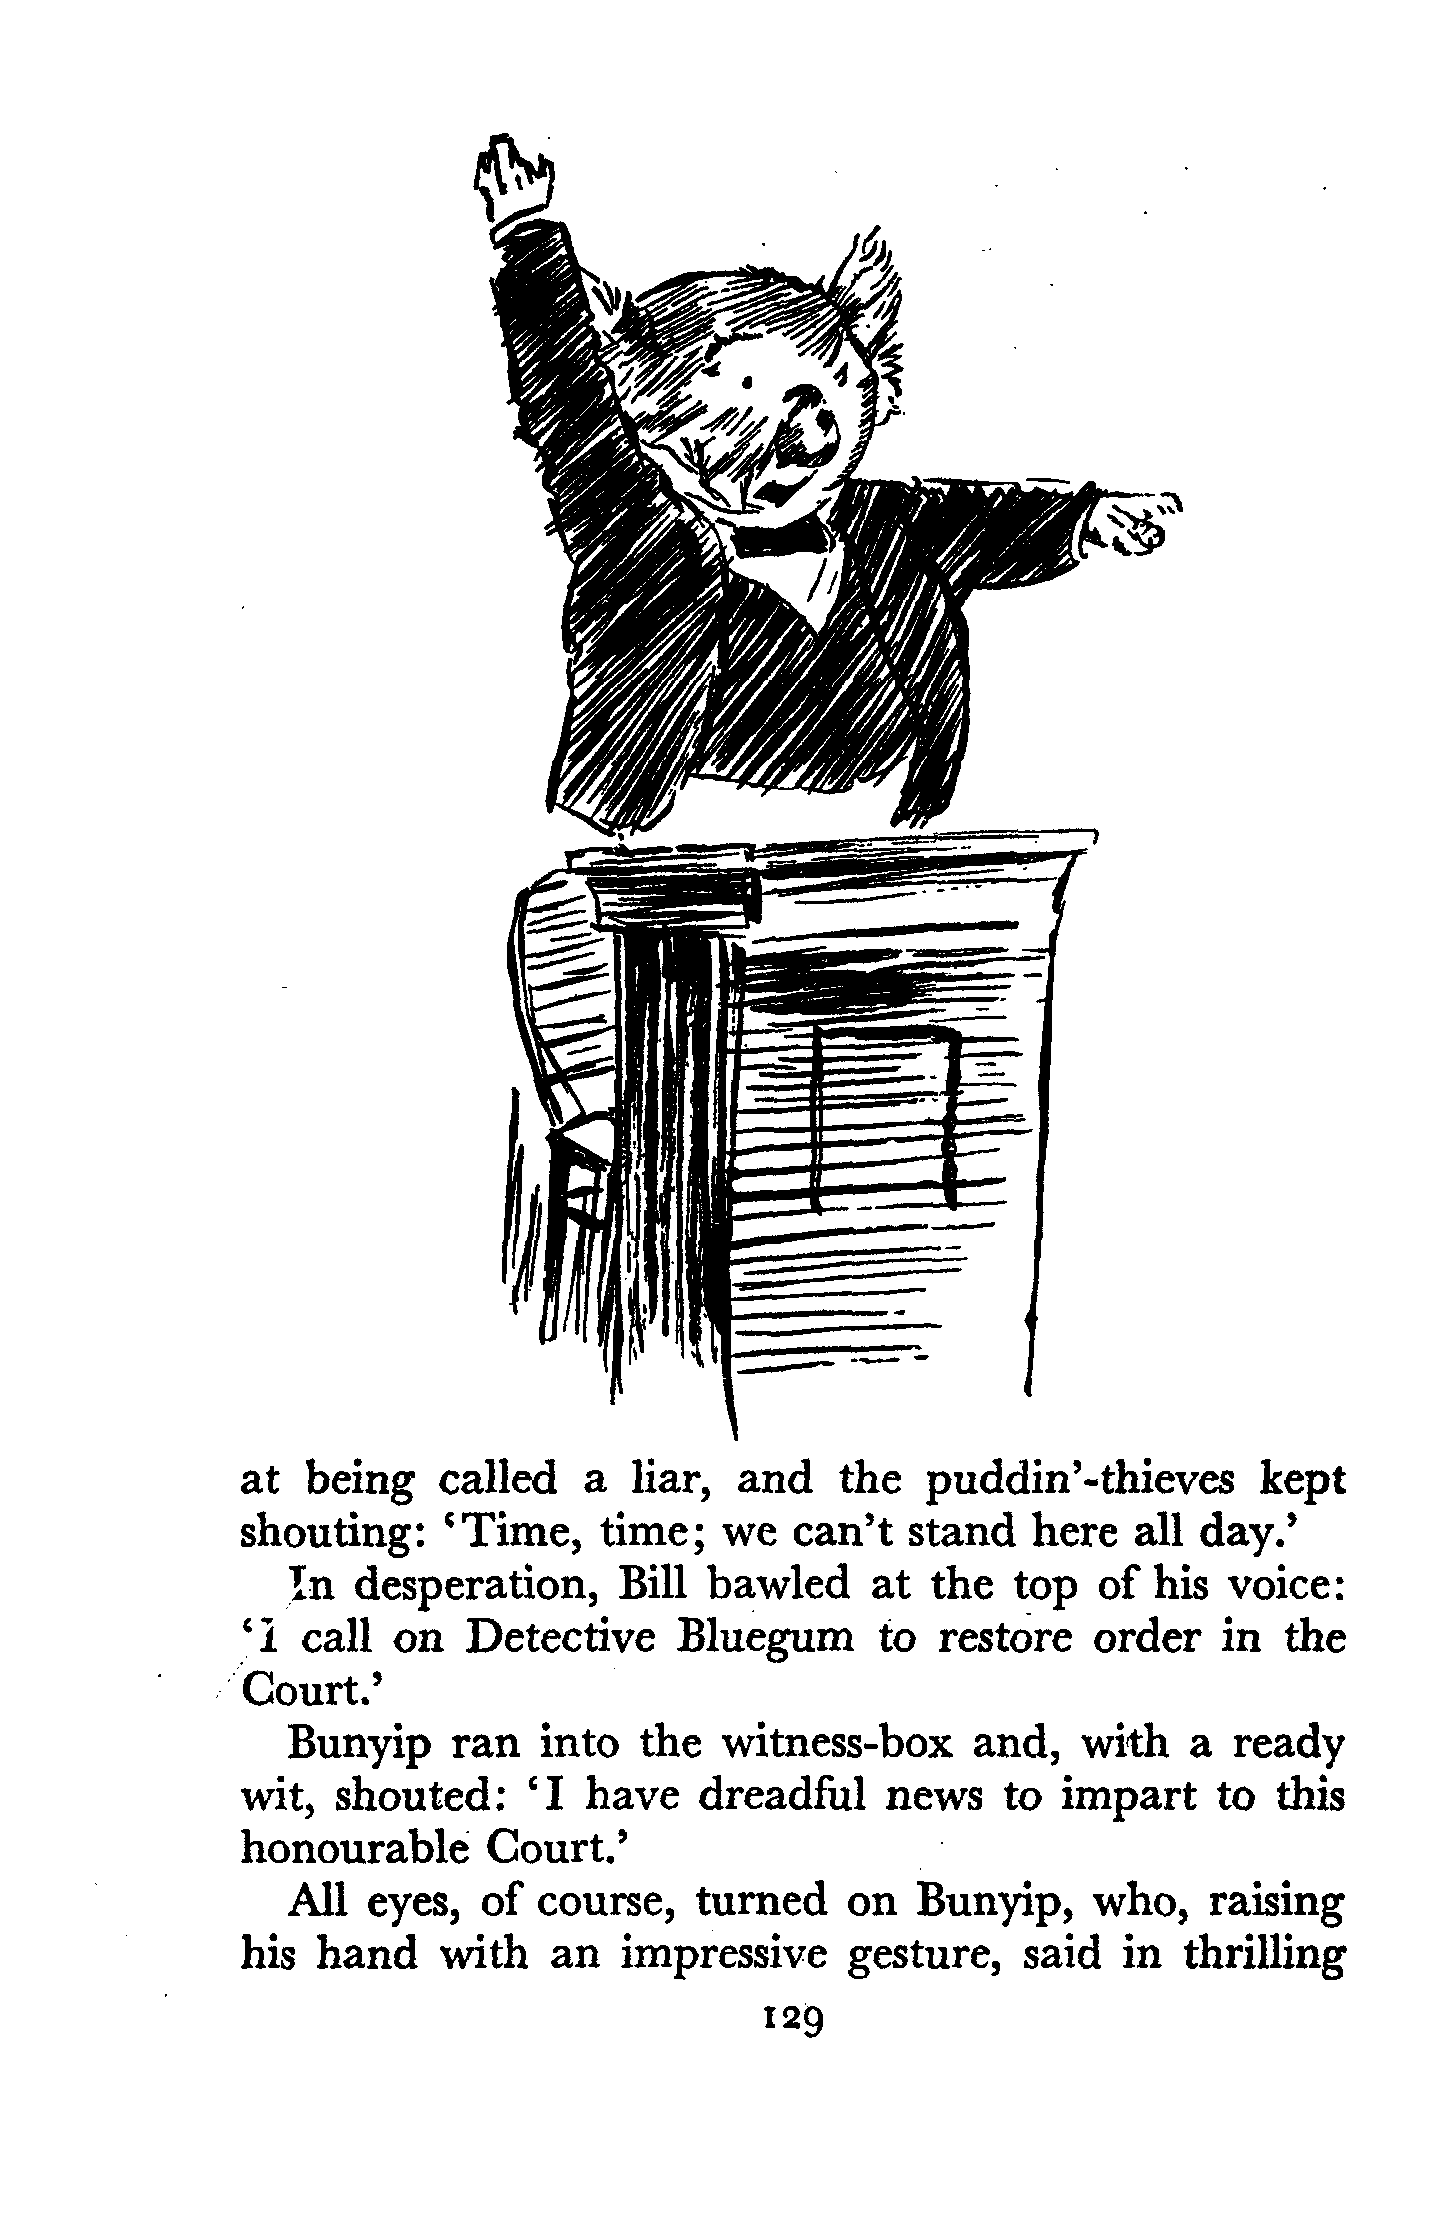 at being called a liar, and the puddin’-thieves kept
shouting: ‘Time, time; we can’t stand here all day.’
In desperation, Bill bawled at the top of his voice:
‘I call on Detective Bluegum to restore order in the
Court.’
Bunyip ran into the witness-box and, with a ready
wit, shouted: ‘I have dreadful news to impart to this
honourable Court.’
All eyes, of course, turned on Bunyip, who, raising
his hand with an impressive gesture, said in thrilling
129